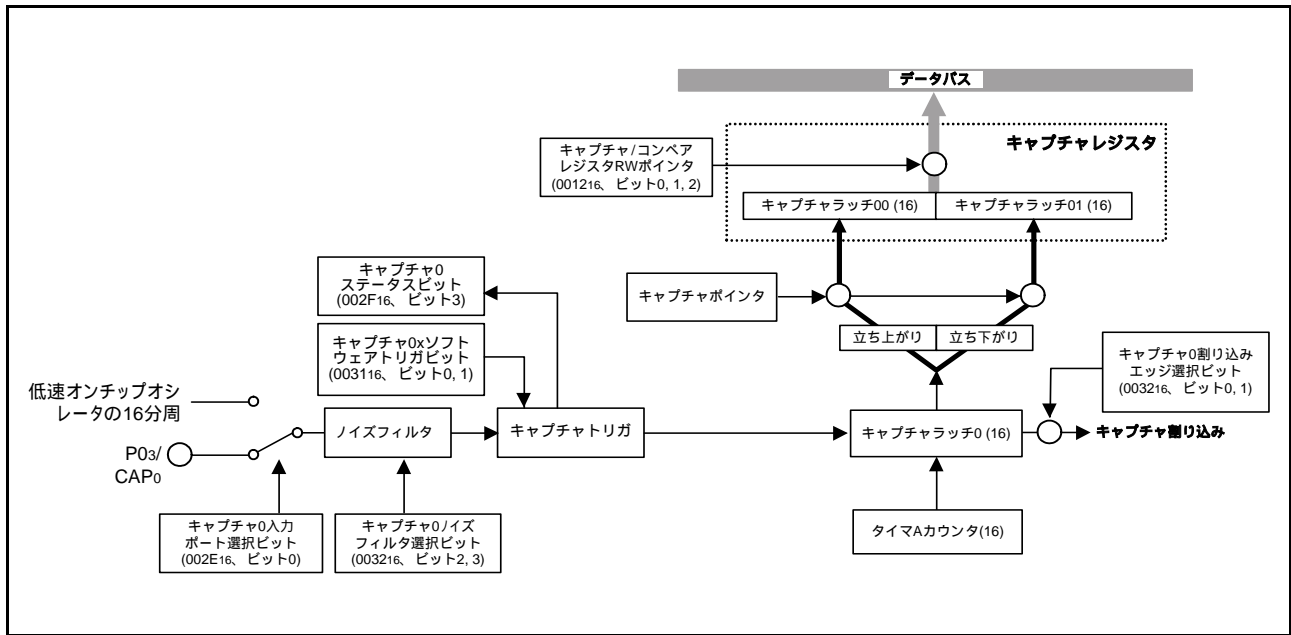 データバス
キャプチャレジスタ
キャプチャ/コンペア
レジスタRWポインタ
(001216、 ビット0, 1, 2)
キャプチャラッチ00 (16)
キャプチャラッチ01 (16)
キャプチャ0
ステータスビット
(002F16、 ビット3)
キャプチャポインタ
キャプチャ0xソフト
ウェアトリガビット
(003116、 ビット0, 1)
立ち上がり
立ち下がり
キャプチャ0割り込み
エッジ選択ビット
(003216、 ビット0, 1)
低速オンチップオシ
レータの16分周
ノイズフィルタ
キャプチャトリガ
キャプチャラッチ0 (16)
キャプチャ割り込み
P03/
CAP0
キャプチャ0入力
ポート選択ビット
(002E16、 ビット0)
キャプチャ0ノイズ
フィルタ選択ビット
(003216、 ビット2, 3)
タイマAカウンタ(16)